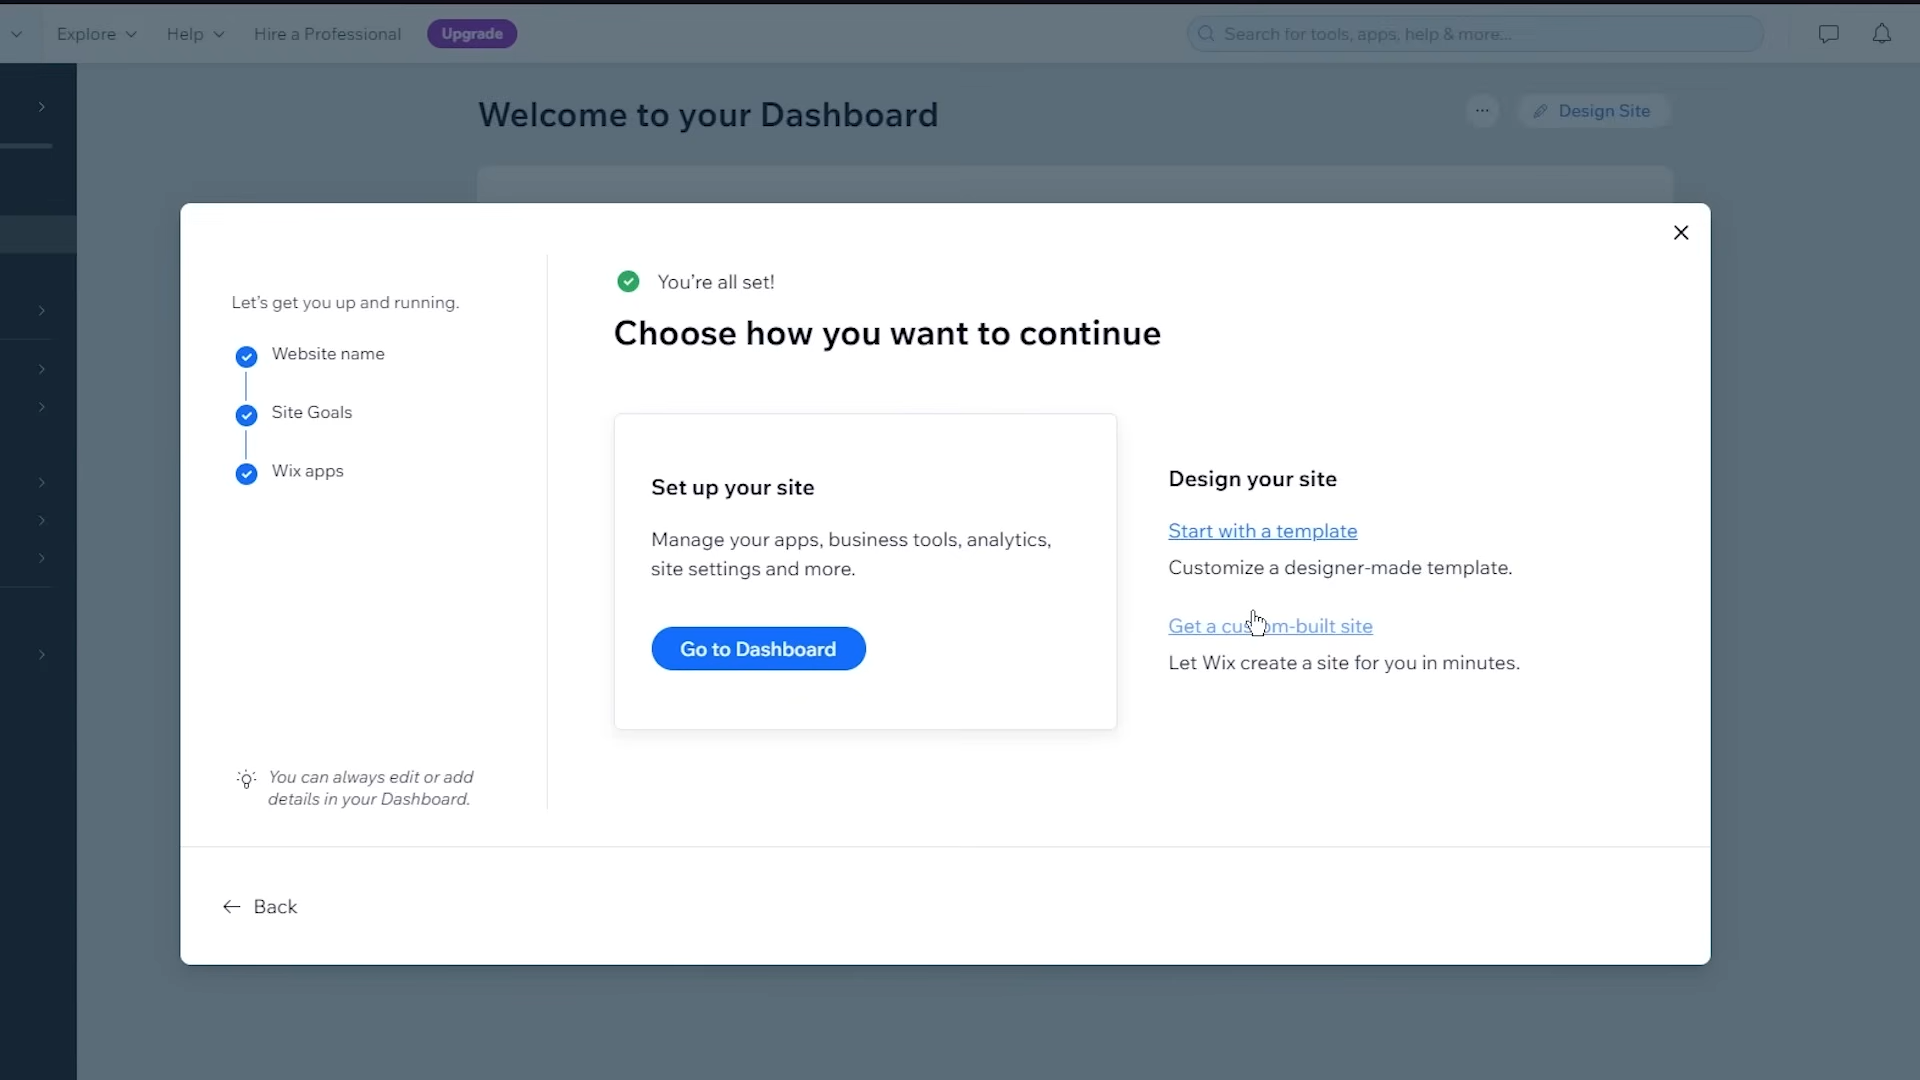 Explore
Help
Hire a Professional
Upgrade
Search for tools, apps, help & more...
Welcome to your Dashboard
...
Design Site
Let's get you up and running.
Website name
Site Goals
Wix apps
You can always edit or add
details in your Dashboard.
You're all set!
Choose how you want to continue
Set up your site
Manage your apps, business tools, analytics,
site settings and more.
Go to Dashboard
Design your site
Start with a template
Customize a designer-made template.
Get a custom-built site
Let Wix create a site for you in minutes.
Back